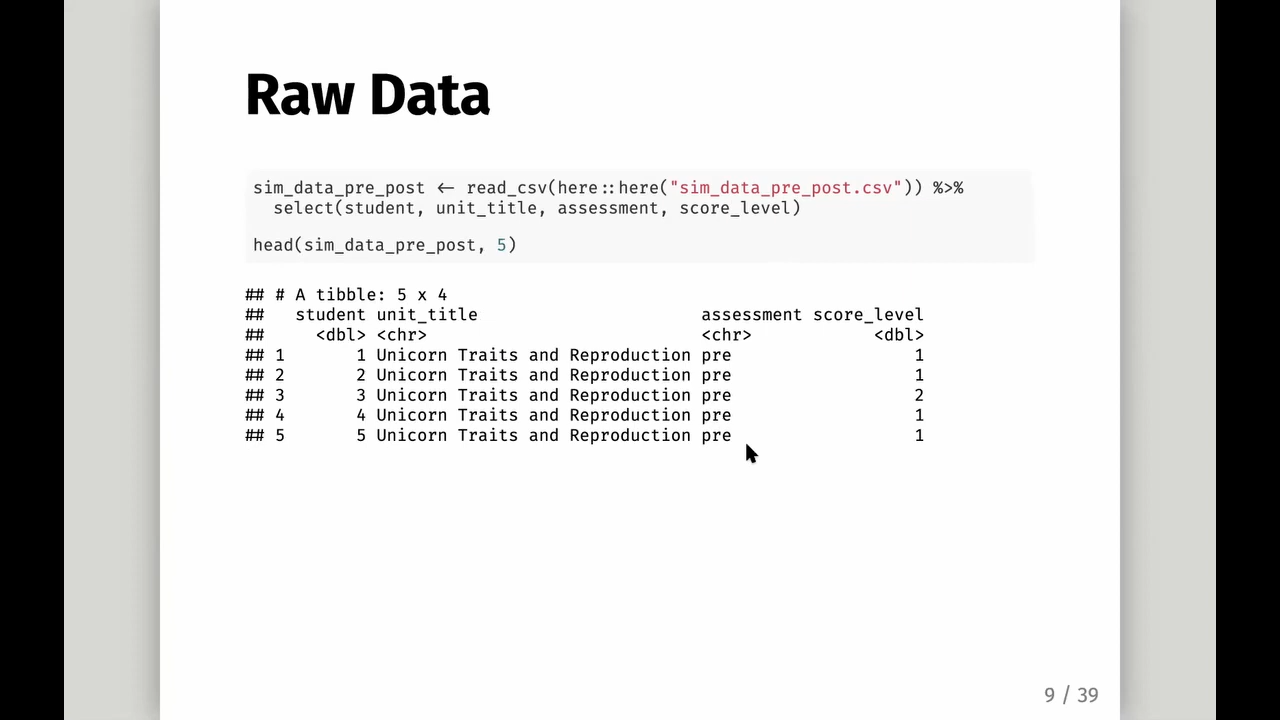 Raw Data
sim_data_pre_post <- read_csv(here::here("sim_data_pre_post.csv")) %>%
  select(student, unit_title, assessment, score_level)
head(sim_data_pre_post, 5)
## # A tibble: 5 x 4
##   student unit_title                      assessment score_level
##     <dbl> <chr>                           <chr>            <dbl>
## 1       1 Unicorn Traits and Reproduction pre                  1
## 2       2 Unicorn Traits and Reproduction pre                  1
## 3       3 Unicorn Traits and Reproduction pre                  2
## 4       4 Unicorn Traits and Reproduction pre                  1
## 5       5 Unicorn Traits and Reproduction pre                  1
9 / 39